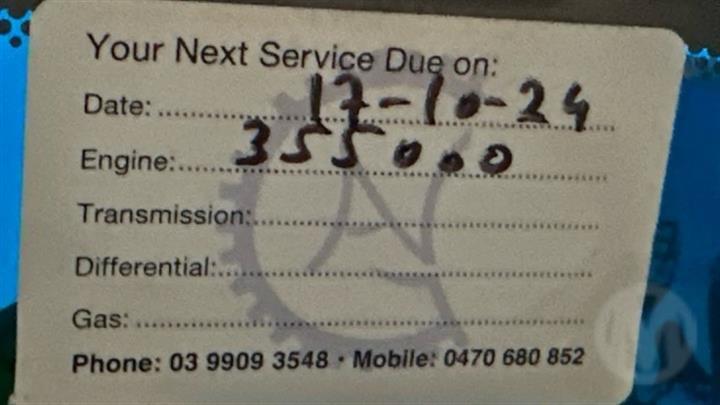 Your Next Service Due on:
Date: 17-10-24
Engine: 355000
Transmission:
Differential:
Gas:
Phone: 03 9909 3548 · Mobile: 0470 680 852